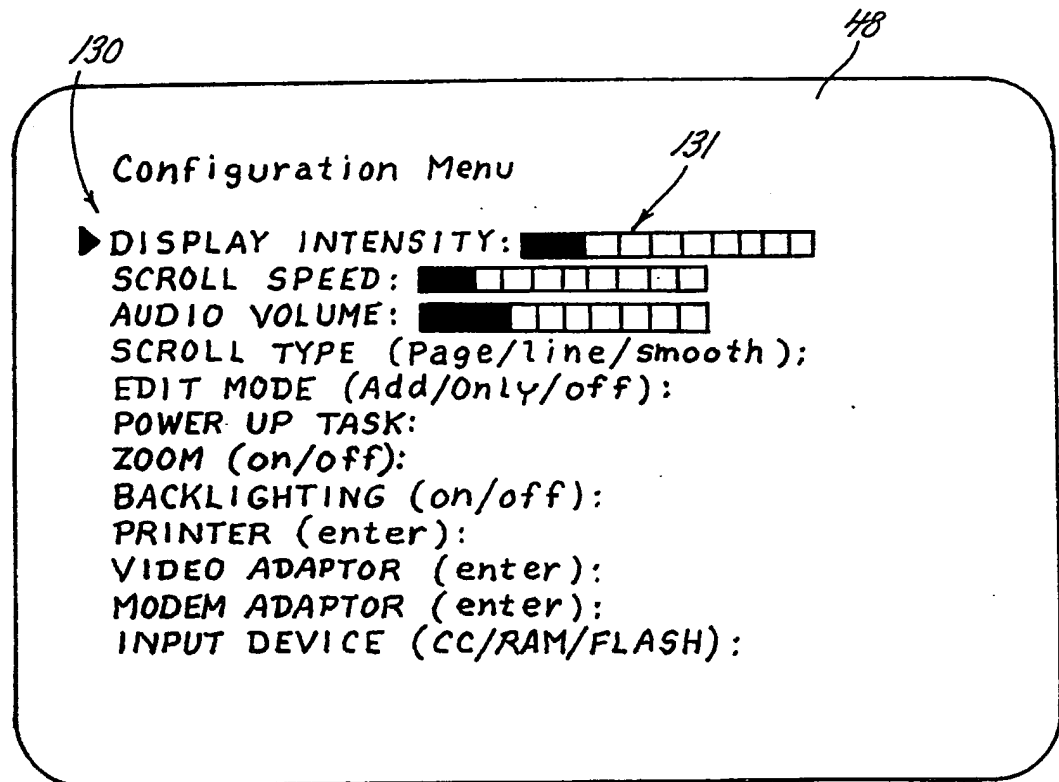 48
130
131
Configuration Menu
DISPLAY INTENSITY:
SCROLL SPEED:
AUDIO VOLUME:
SCROLL TYPE (Page/line/smooth):
EDIT MODE (Add/Only/off):
POWER UP TASK:
ZOOM (on/off):
BACKLIGHTING (on/off):
PRINTER (enter):
VIDEO ADAPTOR (enter):
MODEM ADAPTOR (enter):
INPUT DEVICE (CC/RAM/FLASH):